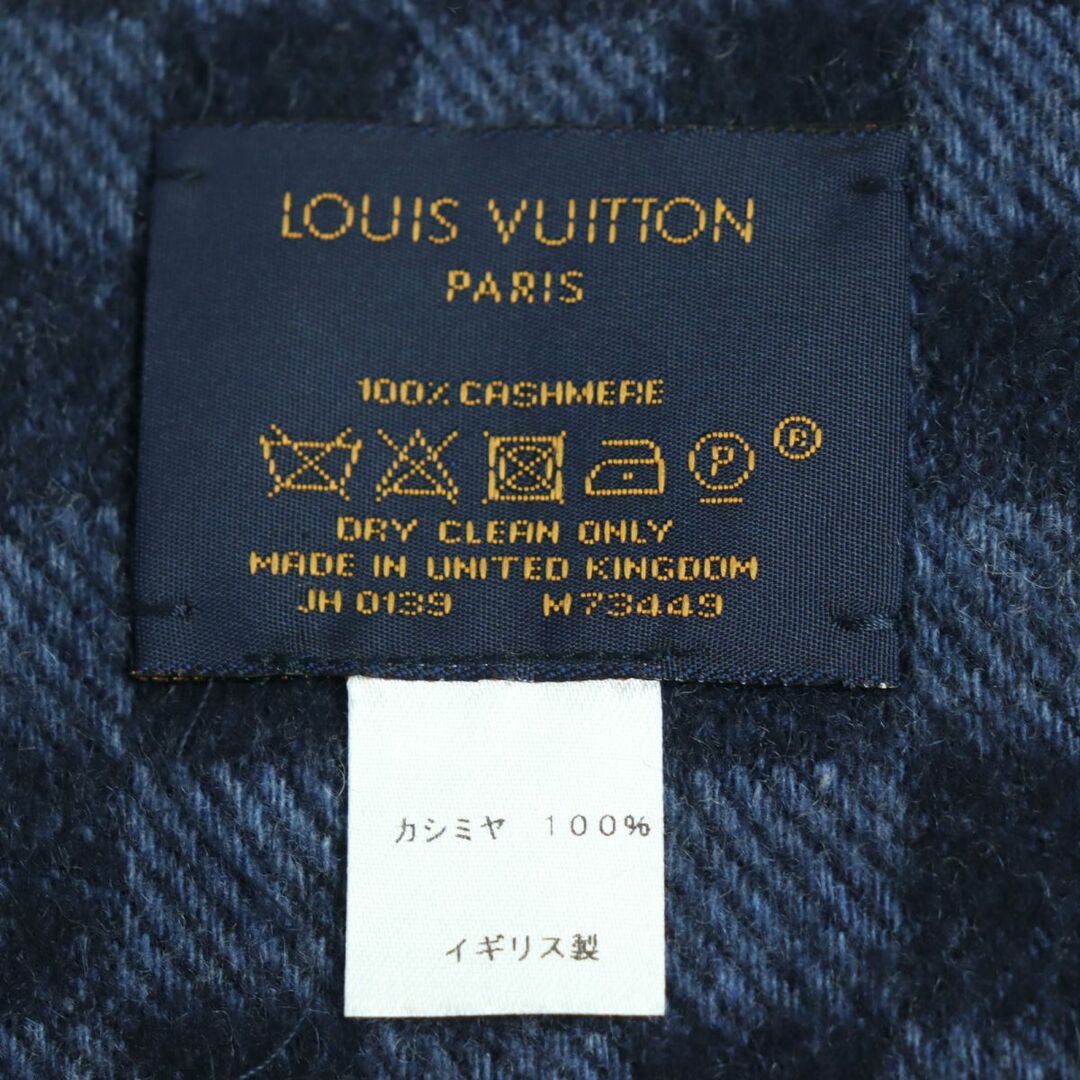 LOUIS VUITTON
PARIS
100% CASHMERE
P ®
DRY CLEAN ONLY
MADE IN UNITED KINGDOM
JH 0139 M73449
カシミヤ 100%
イギリス製